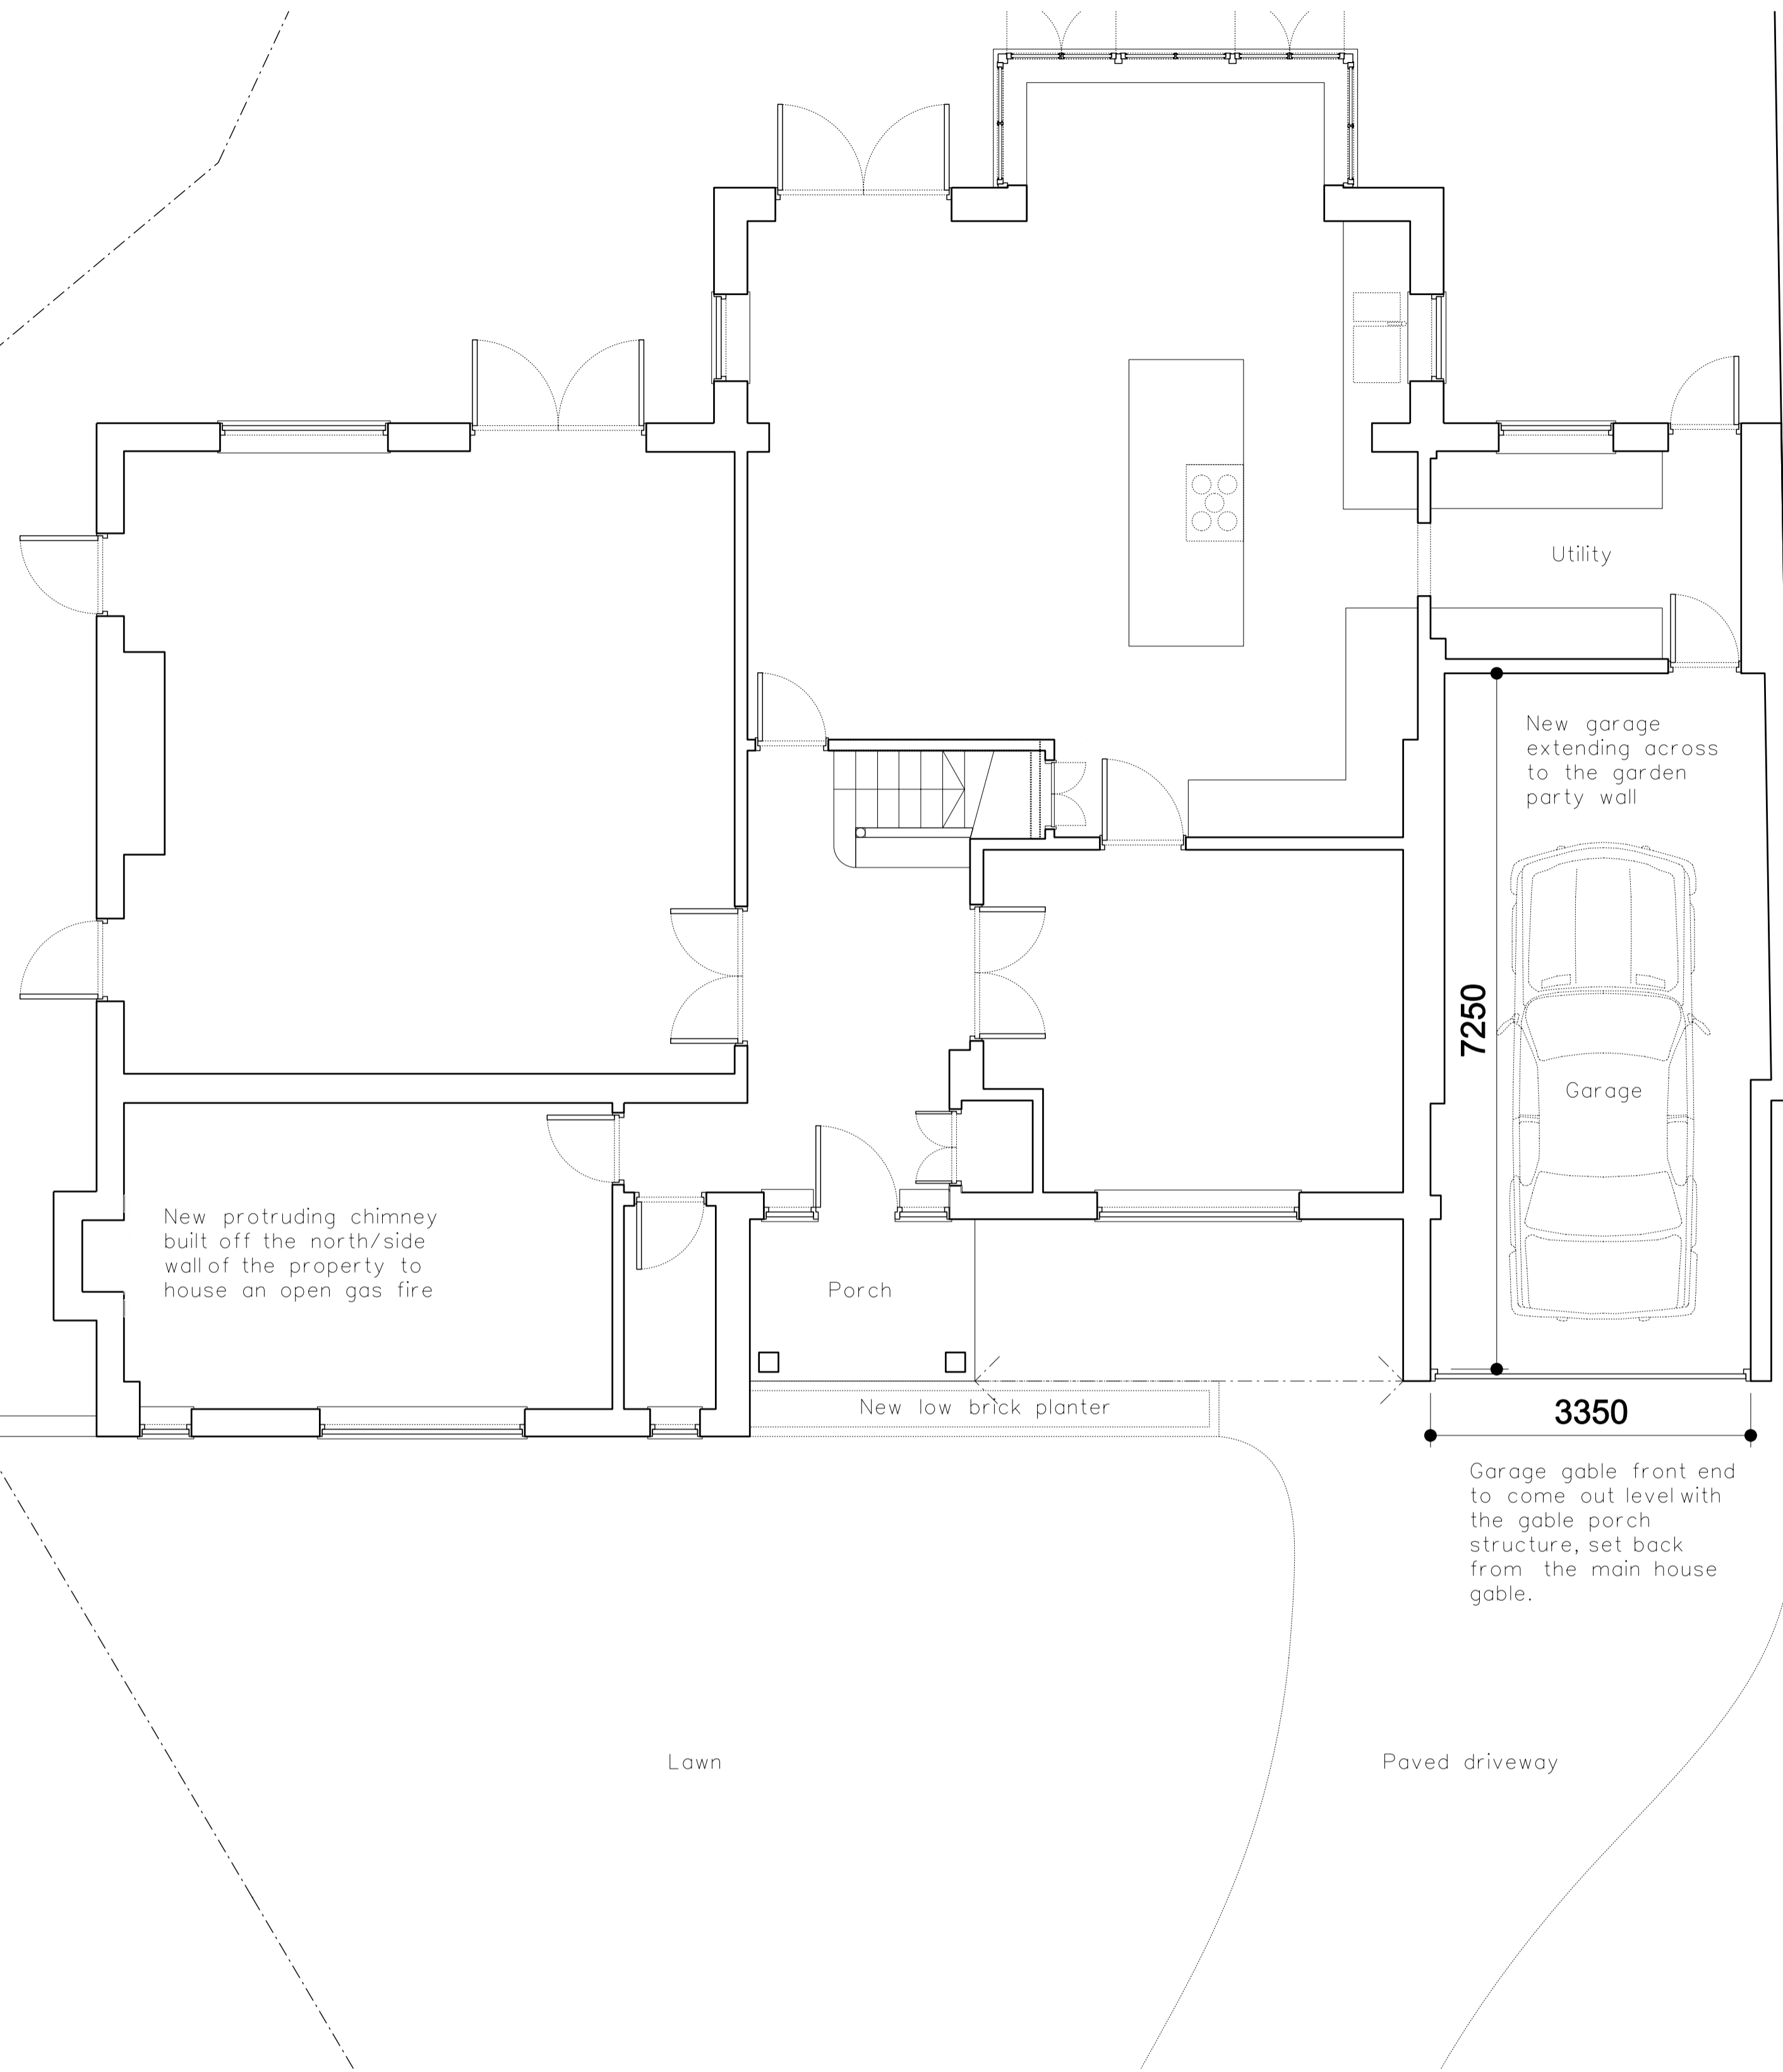 Utility
New garage
extending across
to the garden
party wall
7250
Garage
New protruding chimney
built off the north/side
wall of the property to
house an open gas fire
Porch
New low brick planter
3350
Garage gable front end
to come out level with
the gable porch
structure, set back
from the main house
gable.
Lawn
Paved driveway